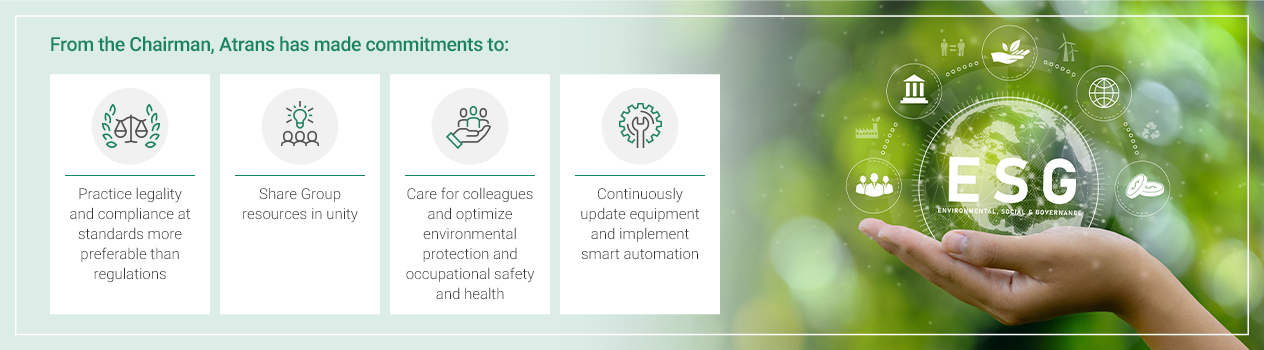 From the Chairman, Atrans has made commitments to:
Practice legality
and compliance at
standards more
preferable than
regulations
Share Group
resources in unity
Care for colleagues
and optimize
environmental
protection and
occupational safety
and health
Continuously
update equipment
and implement
smart automation
ESG
ENVIRONMENTAL, SOCIAL & GOVERNANCE